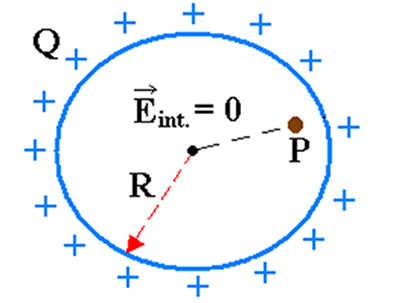 Q
+ + + + + + + + + + + + + + + + +
E⃗int. = 0
P
R